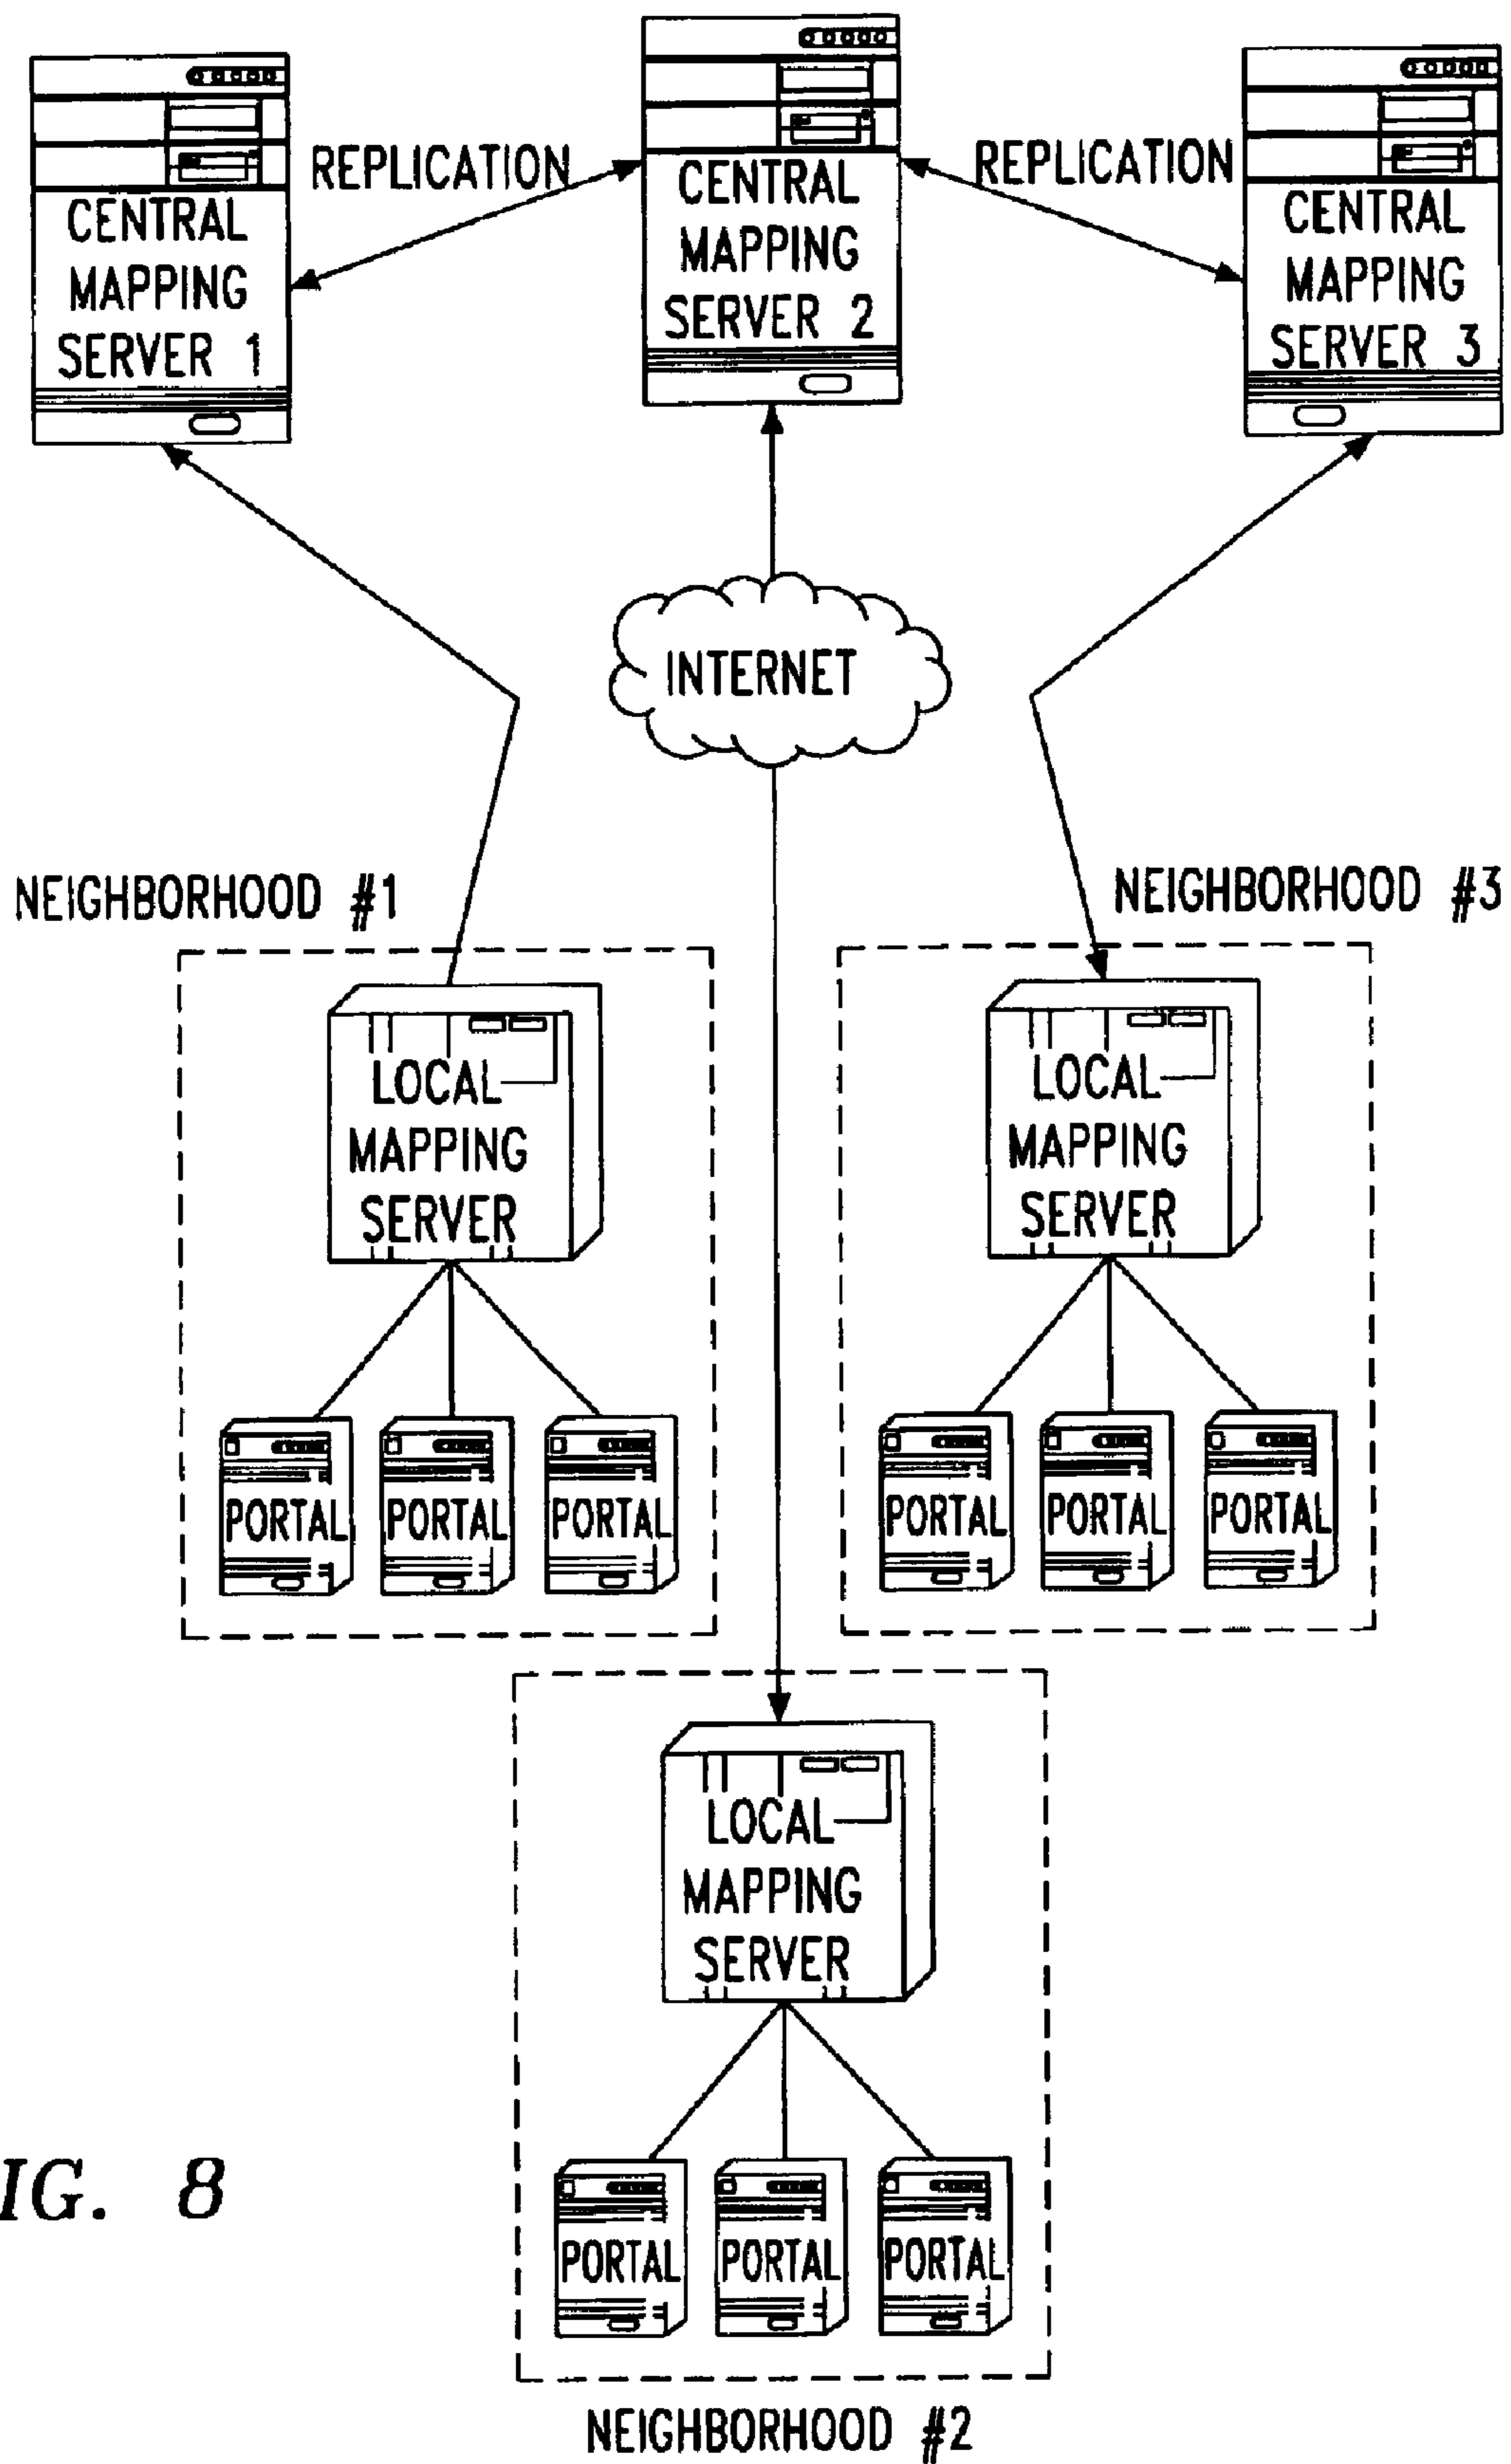 REPLICATION
REPLICATION
CENTRAL
MAPPING
SERVER 1
CENTRAL
MAPPING
SERVER 2
CENTRAL
MAPPING
SERVER 3
INTERNET
NEIGHBORHOOD #1
NEIGHBORHOOD #3
LOCAL
MAPPING
SERVER
LOCAL
MAPPING
SERVER
PORTAL
PORTAL
PORTAL
PORTAL
PORTAL
PORTAL
LOCAL
MAPPING
SERVER
PORTAL
PORTAL
PORTAL
IG. 8
NEIGHBORHOOD #2